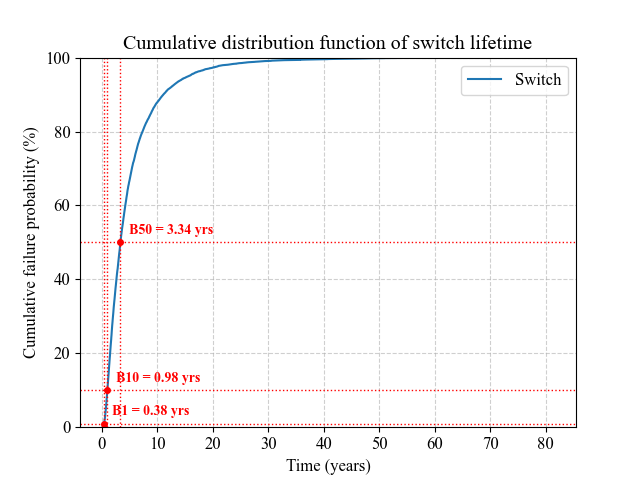 Cumulative distribution function of switch lifetime
Cumulative failure probability (%)
100
80
60
40
20
0
Switch
B50 = 3.34 yrs
B10 = 0.98 yrs
B1 = 0.38 yrs
0 10 20 30 40 50 60 70 80
Time (years)